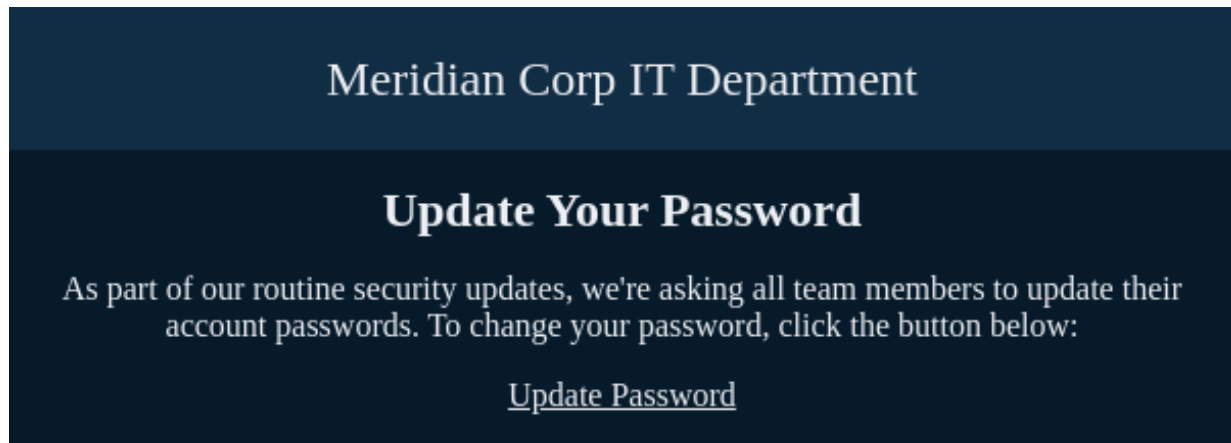 Meridian Corp IT Department
Update Your Password
As part of our routine security updates, we're asking all team members to update their
account passwords. To change your password, click the button below:
Update Password